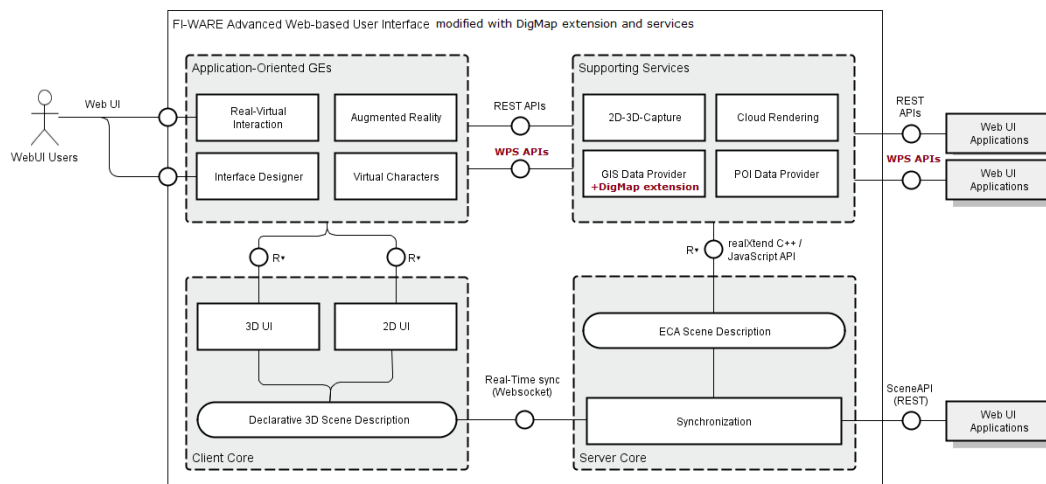 FI-WARE Advanced Web-based User Interface modified with DigMap extension and services
Application-Oriented GEs
Supporting Services
Web UI
WebUI Users
Real-Virtual
Interaction
Augmented Reality
Interface Designer
Virtual Characters
REST APIs
WPS APIs
2D-3D-Capture
Cloud Rendering
GIS Data Provider
+DigMap extension
POI Data Provider
REST
APIs
WPS APIs
Web UI
Applications
Web UI
Applications
R▾
R▾
R▾
realXtend C++ /
JavaScript API
3D UI
2D UI
Declarative 3D Scene Description
Client Core
Real-Time sync
(Websocket)
ECA Scene Description
Synchronization
Server Core
SceneAPI
(REST)
Web UI
Applications